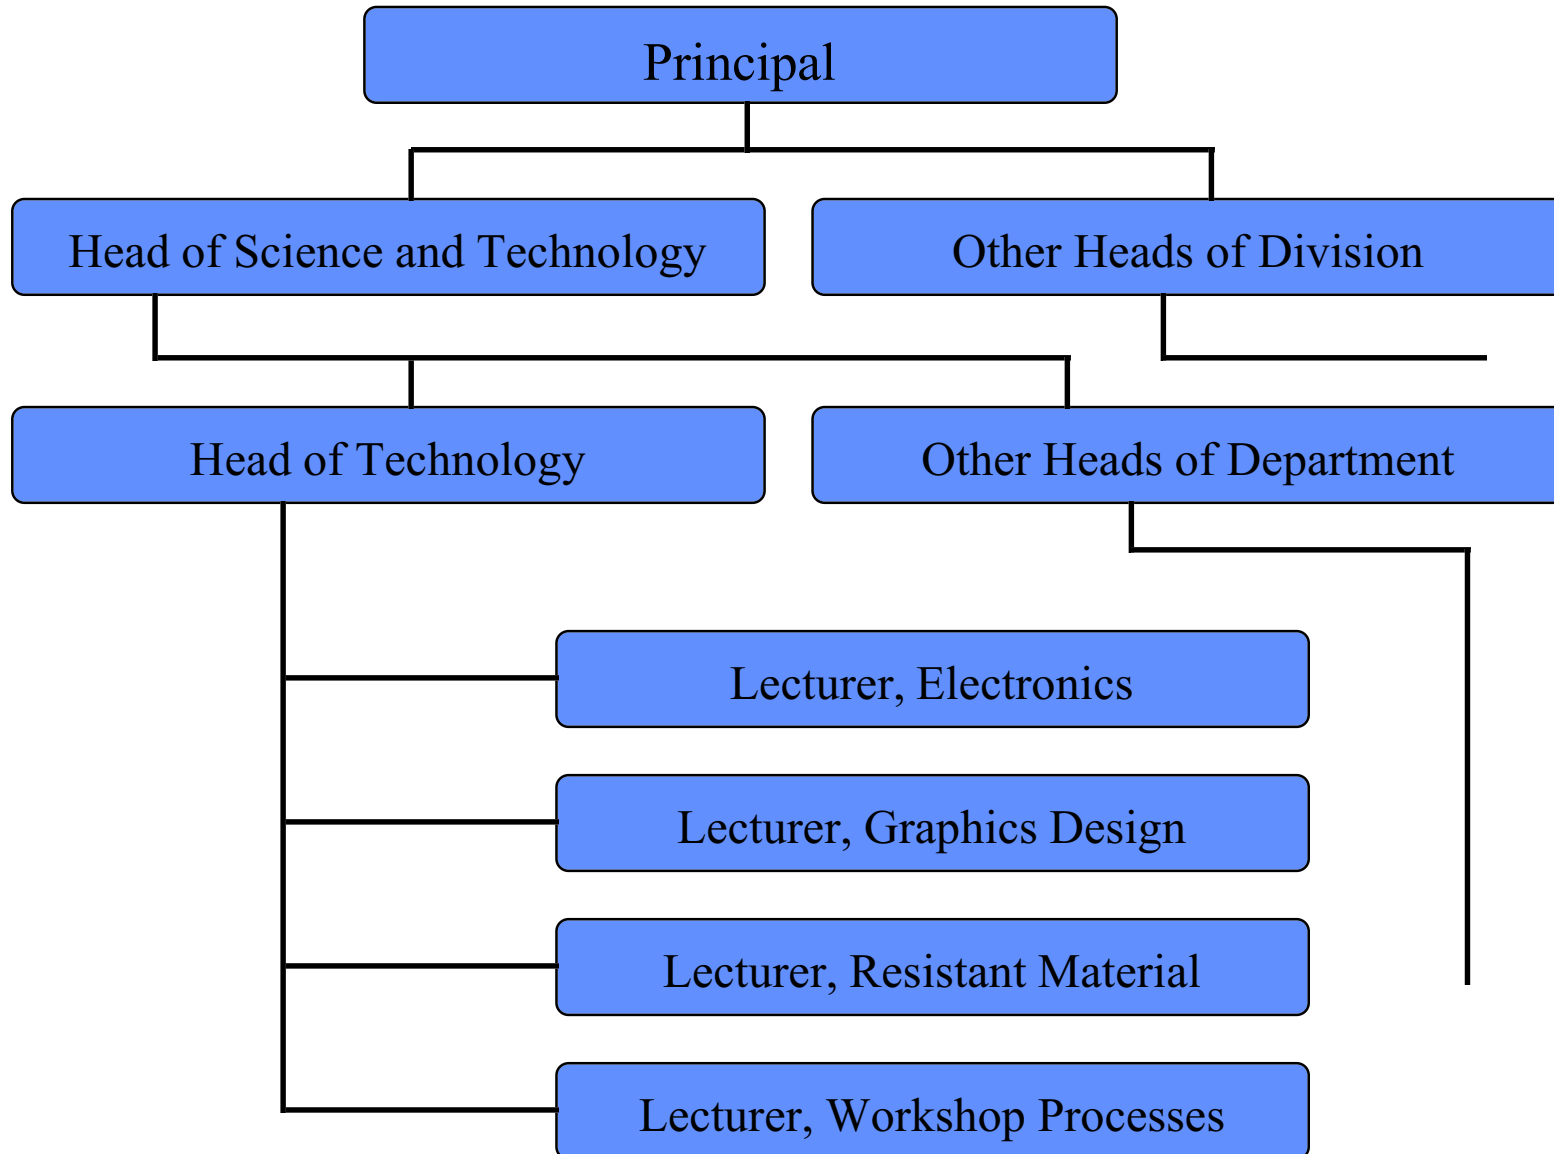 Principal
Head of Science and Technology
Other Heads of Division
Head of Technology
Other Heads of Department
Lecturer, Electronics
Lecturer, Graphics Design
Lecturer, Resistant Material
Lecturer, Workshop Processes